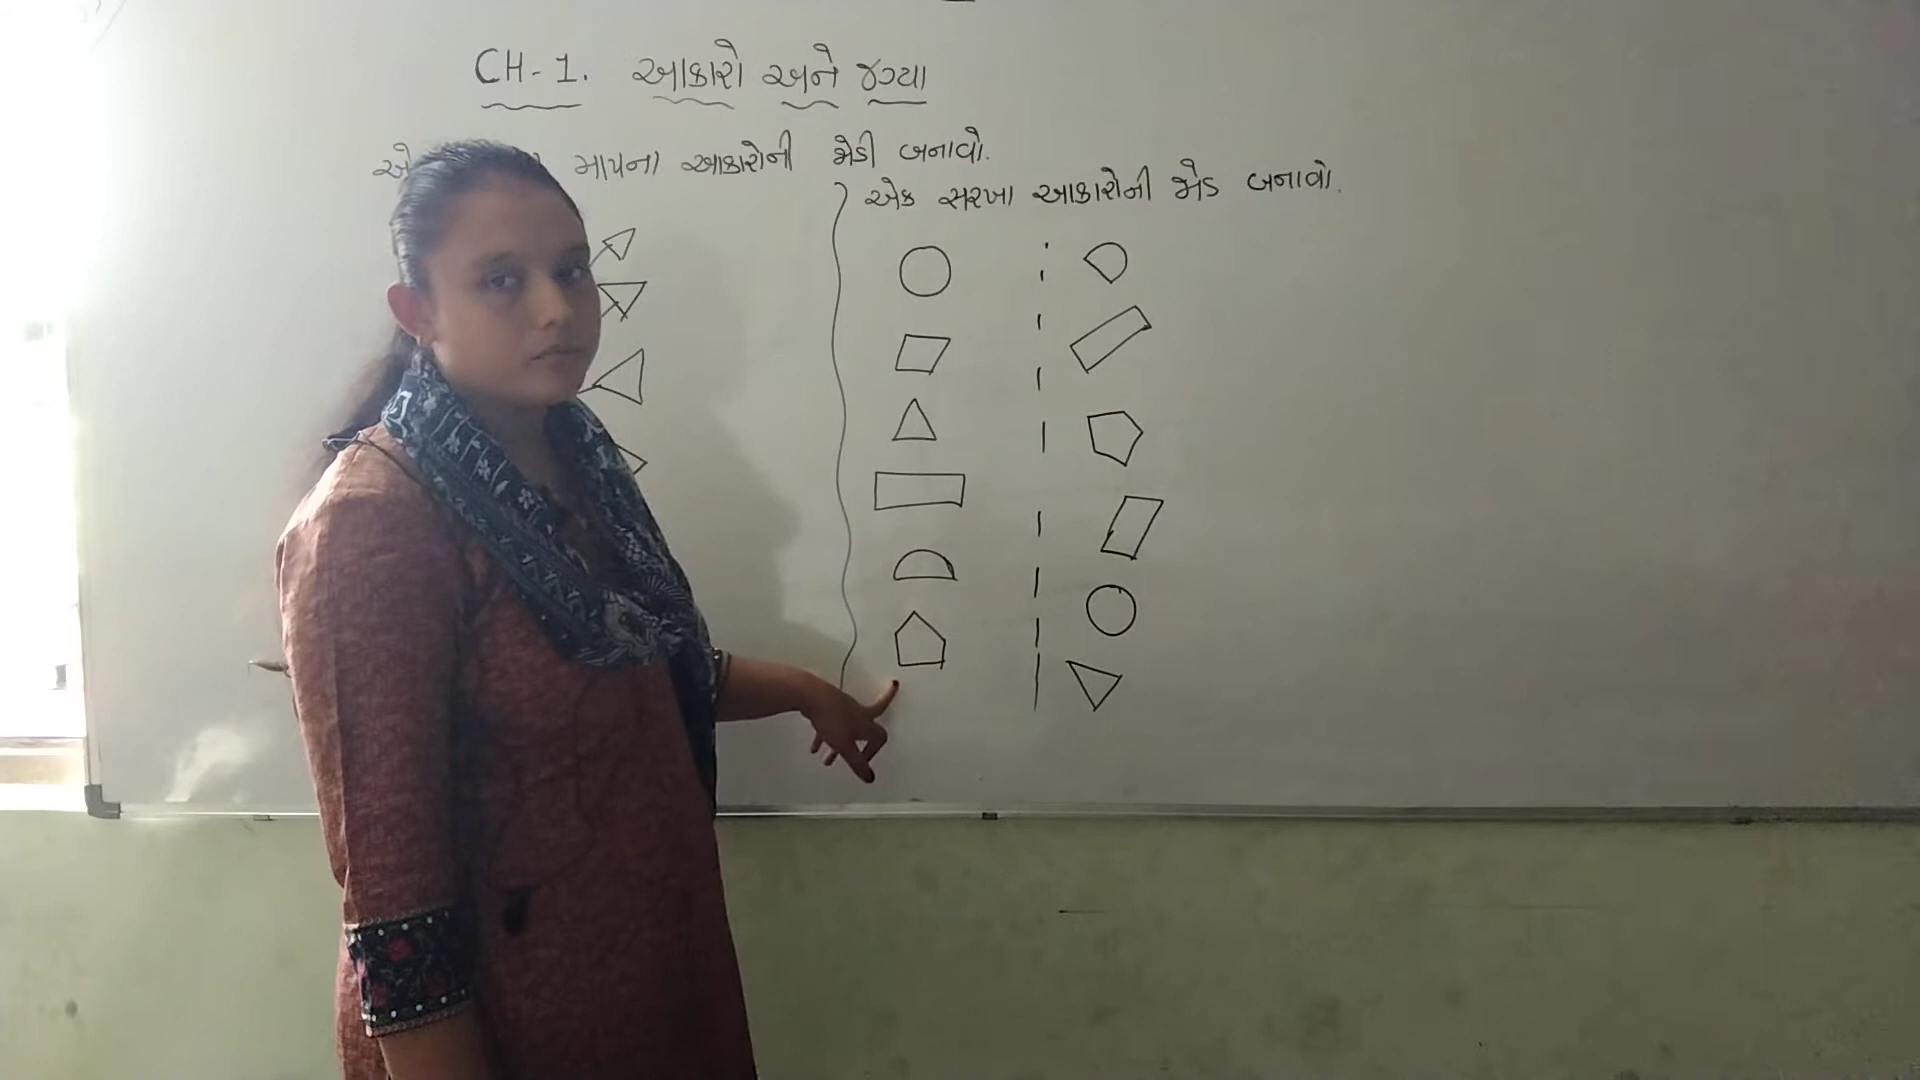 CH-1. આકારો અને જગ્યા
માપના આકારોની જોડી બનાવો.
એક સરખા આકારોની જોડ બનાવો.